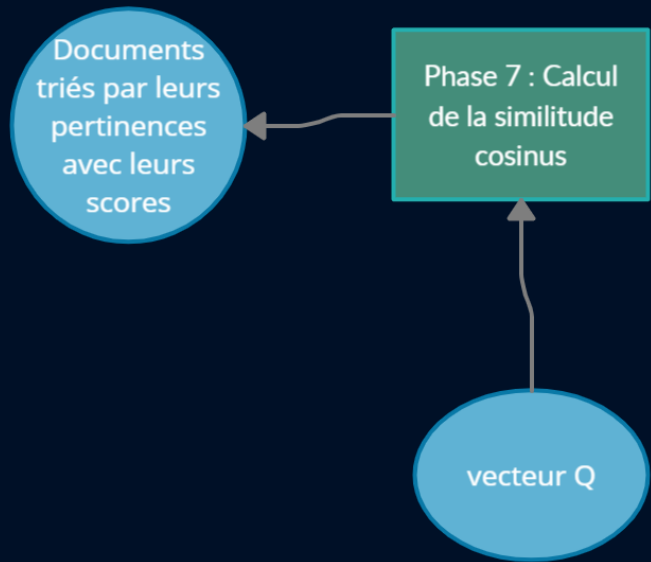 Documents
triés par leurs
pertinences
avec leurs
scores
Phase 7 : Calcul
de la similitude
cosinus
vecteur Q